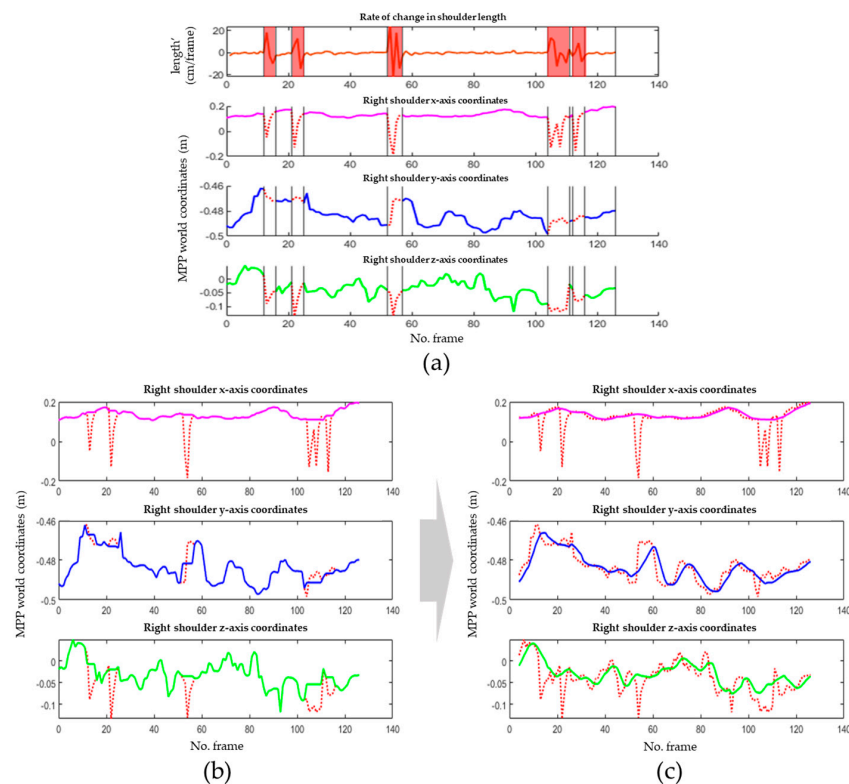 Rate of change in shoulder length
length'
(cm/frame)
20
0
-20
0 20 40 60 80 100 120 140
MPP world coordinates (m)
Right shoulder x-axis coordinates
0.2
-0.2
Right shoulder y-axis coordinates
-0.46
-0.48
-0.5
Right shoulder z-axis coordinates
0
-0.05
-0.1
0 20 40 60 80 100 120 140
No. frame
(a)
MPP world coordinates (m)
Right shoulder x-axis coordinates
0.2
0
-0.2
0 20 40 60 80 100 120 140
Right shoulder y-axis coordinates
-0.46
-0.48
-0.5
0 20 40 60 80 100 120 140
Right shoulder z-axis coordinates
0
-0.05
-0.1
0 20 40 60 80 100 120 140
No. frame
(b)
MPP world coordinates (m)
Right shoulder x-axis coordinates
0.2
0
-0.2
0 20 40 60 80 100 120 140
Right shoulder y-axis coordinates
-0.46
-0.48
-0.5
0 20 40 60 80 100 120 140
Right shoulder z-axis coordinates
0
-0.05
-0.1
0 20 40 60 80 100 120 140
No. frame
(c)